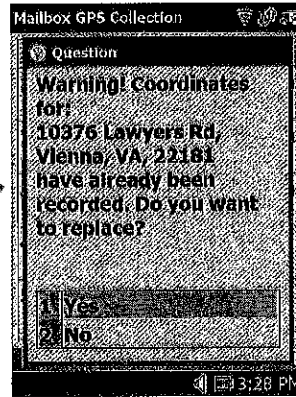 Mailbox GPS Collection
Question
Warning! Coordinates
for:
10376 Lawyers Rd,
Vienna, VA, 22181
have already been
recorded. Do you want
to replace?
1 Yes
2 No
3:28 PM